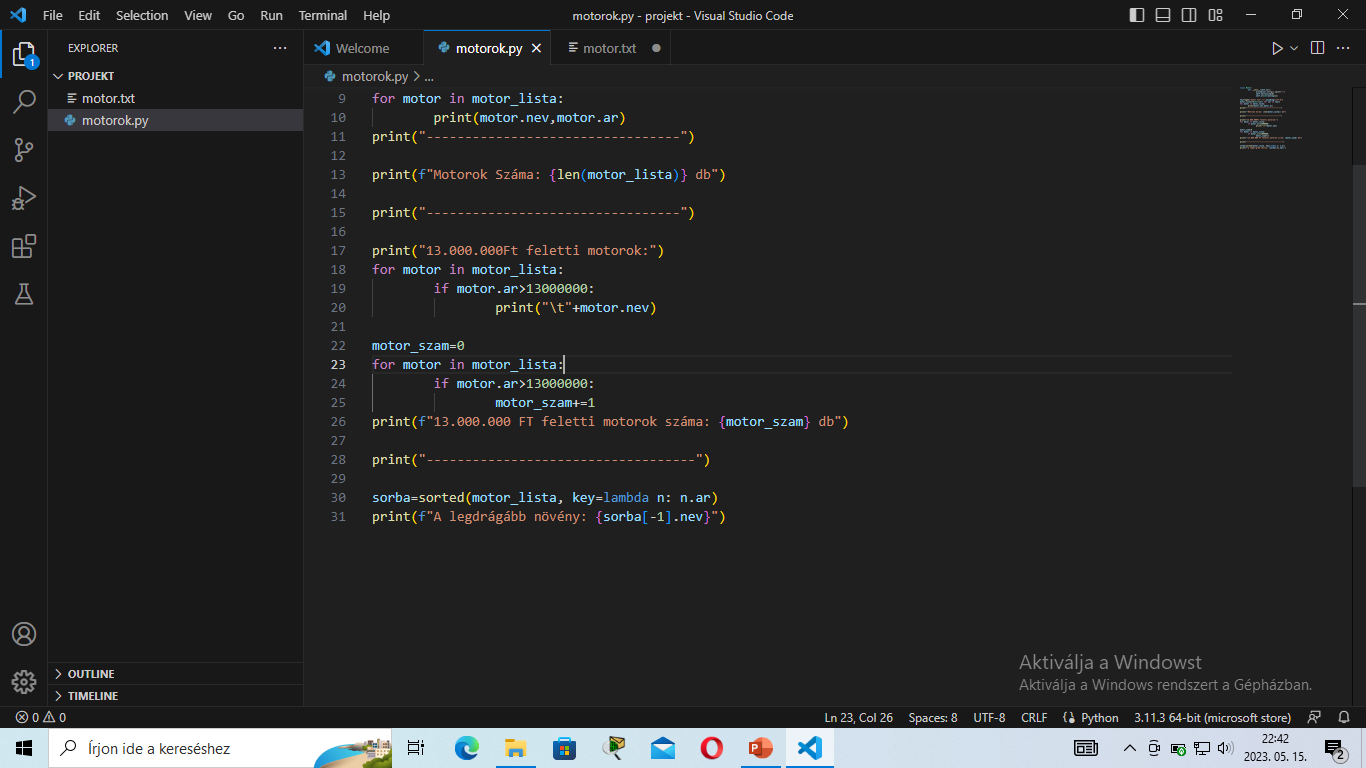 File Edit Selection View Go Run Terminal Help motorok.py - projekt - Visual Studio Code
EXPLORER
Welcome motorok.py motor.txt
PROJEKT
motor.txt
motorok.py
1
OUTLINE
TIMELINE
motorok.py > ...
9 for motor in motor_lista:
10 print(motor.nev,motor.ar)
11 print("---------------------------------")
12
13 print(f"Motorok Száma: {len(motor_lista)} db")
14
15 print("---------------------------------")
16
17 print("13.000.000Ft feletti motorok:")
18 for motor in motor_lista:
19 if motor.ar>13000000:
20 print("\t"+motor.nev)
21
22 motor_szam=0
23 for motor in motor_lista:
24 if motor.ar>13000000:
25 motor_szam+=1
26 print(f"13.000.000 FT feletti motorok száma: {motor_szam} db")
27
28 print("-----------------------------------")
29
30 sorba=sorted(motor_lista, key=lambda n: n.ar)
31 print(f"A legdrágább növény: {sorba[-1].nev}")
Aktiválja a Windowst
Aktiválja a Windows rendszert a Gépházban.
0 0 Ln 23, Col 26 Spaces: 8 UTF-8 CRLF Python 3.11.3 64-bit (microsoft store)
Írjon ide a kereséshez
22:42
2023. 05. 15.
2